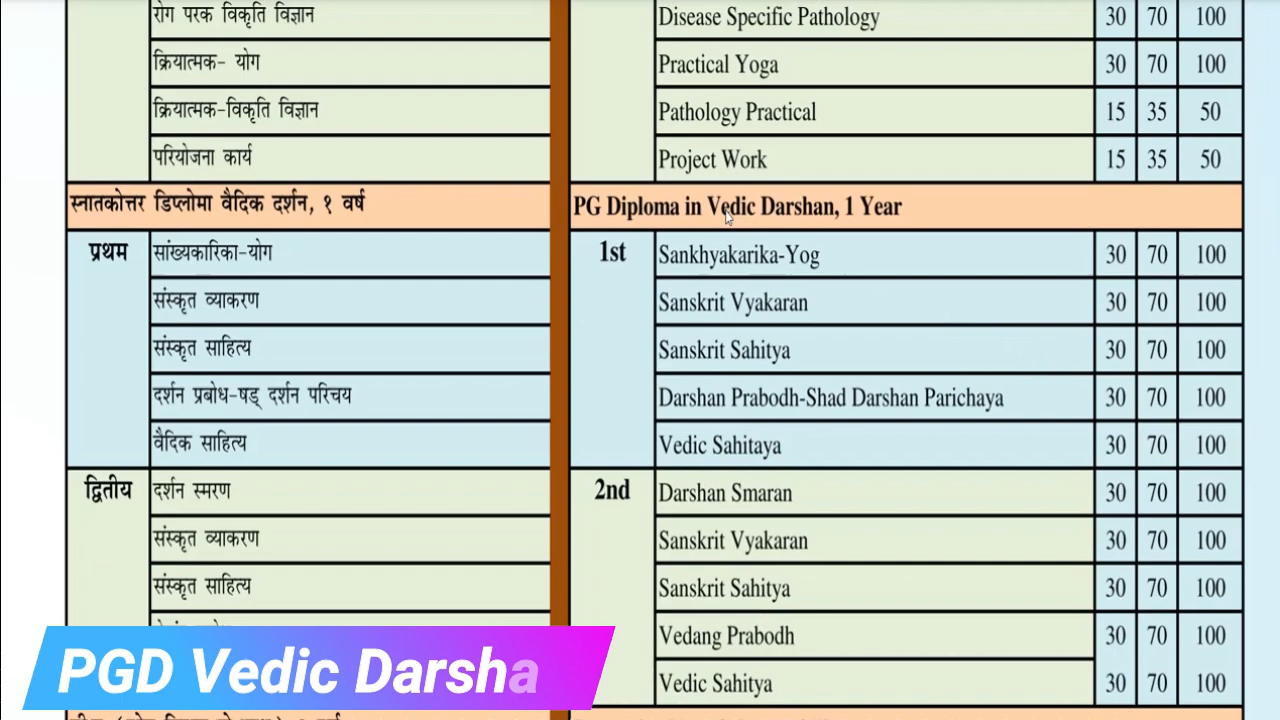 रोग परक विकृति विज्ञान Disease Specific Pathology 30 70 100
क्रियात्मक- योग Practical Yoga 30 70 100
क्रियात्मक-विकृति विज्ञान Pathology Practical 15 35 50
परियोजना कार्य Project Work 15 35 50
स्नातकोत्तर डिप्लोमा वैदिक दर्शन, १ वर्ष PG Diploma in Vedic Darshan, 1 Year
प्रथम सांख्यकारिका-योग 1st Sankhyakarika-Yog 30 70 100
संस्कृत व्याकरण Sanskrit Vyakaran 30 70 100
संस्कृत साहित्य Sanskrit Sahitya 30 70 100
दर्शन प्रबोध-षड् दर्शन परिचय Darshan Prabodh-Shad Darshan Parichaya 30 70 100
वैदिक साहित्य Vedic Sahitaya 30 70 100
द्वितीय दर्शन स्मरण 2nd Darshan Smaran 30 70 100
संस्कृत व्याकरण Sanskrit Vyakaran 30 70 100
संस्कृत साहित्य Sanskrit Sahitya 30 70 100
Vedang Prabodh 30 70 100
Vedic Sahitya 30 70 100
PGD Vedic Darsha